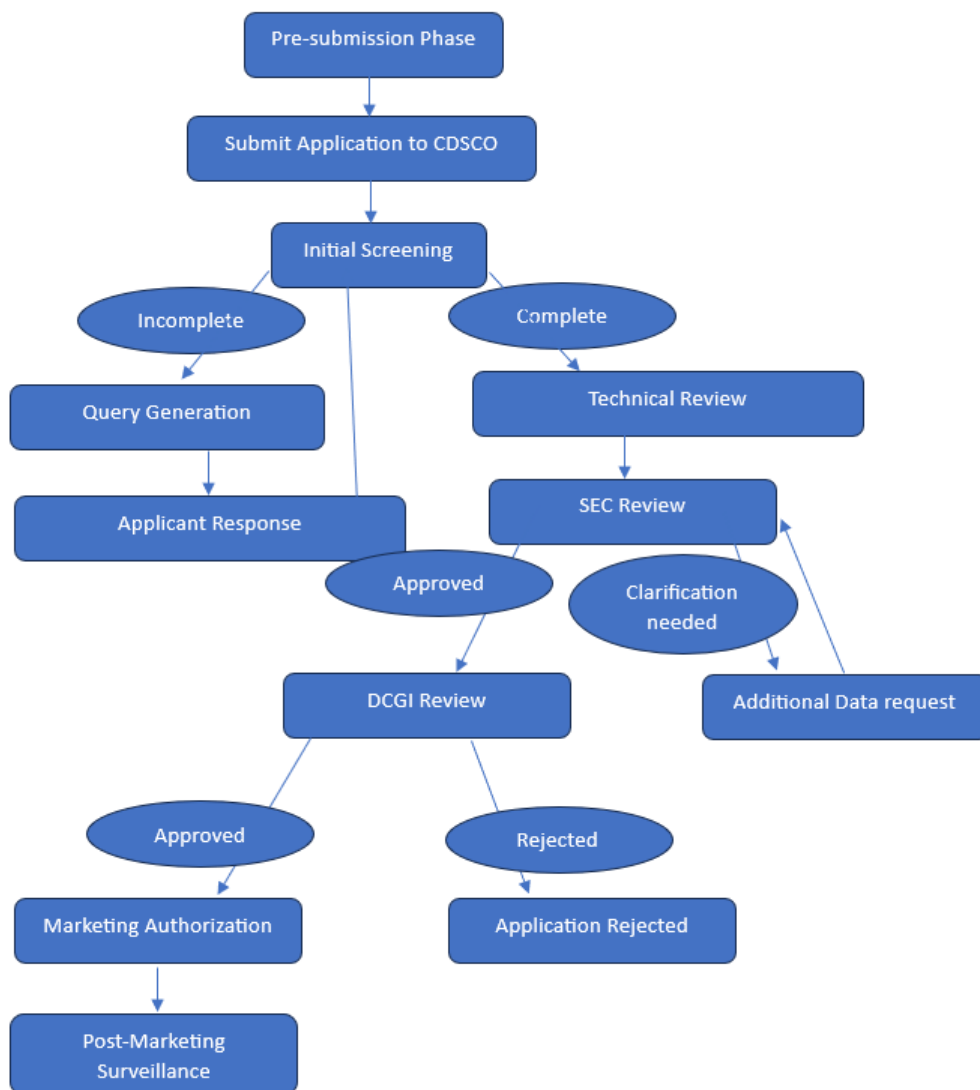 Pre-submission Phase
Submit Application to CDSCO
Initial Screening
Incomplete
Complete
Query Generation
Technical Review
Applicant Response
SEC Review
Approved
Clarification
needed
DCGI Review
Additional Data request
Approved
Rejected
Marketing Authorization
Application Rejected
Post-Marketing
Surveillance